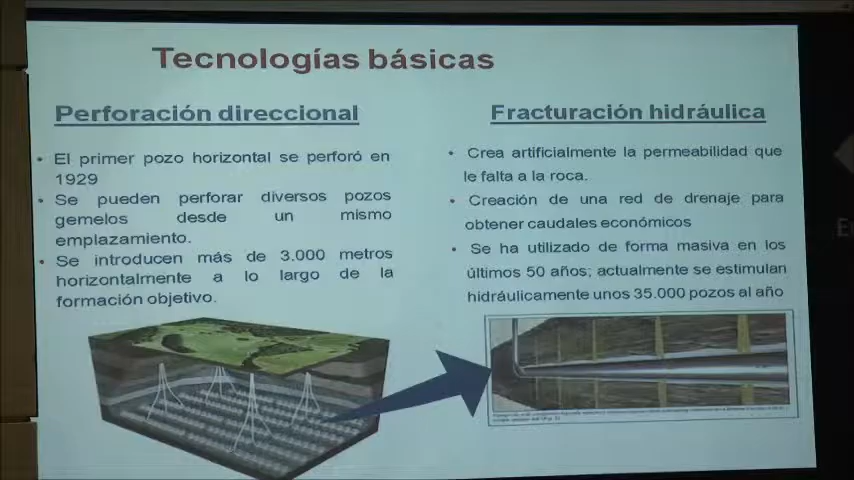 Tecnologías básicas
Perforación direccional
• El primer pozo horizontal se perforó en
1929
• Se pueden perforar diversos pozos
gemelos desde un mismo
emplazamiento.
• Se introducen más de 3.000 metros
horizontalmente a lo largo de la
formación objetivo.
Fracturación hidráulica
• Crea artificialmente la permeabilidad que
le falta a la roca.
• Creación de una red de drenaje para
obtener caudales económicos
• Se ha utilizado de forma masiva en los
últimos 50 años; actualmente se estimulan
hidráulicamente unos 35.000 pozos al año